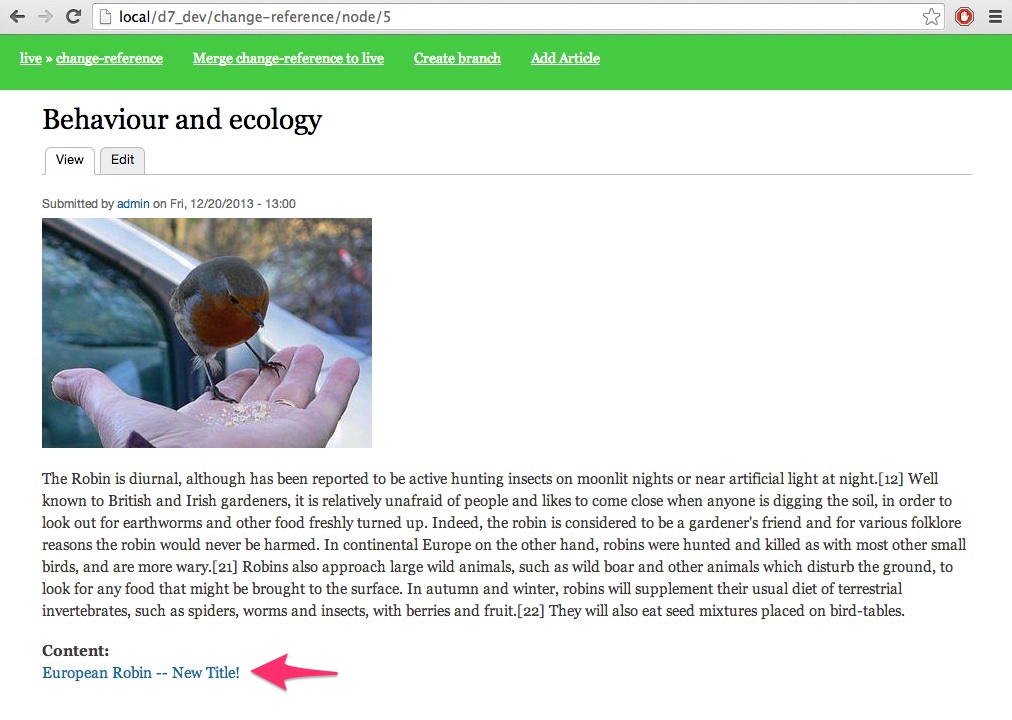 local/d7_dev/change-reference/node/5
live » change-reference Merge change-reference to live Create branch Add Article
Behaviour and ecology
View Edit
Submitted by admin on Fri, 12/20/2013 - 13:00
The Robin is diurnal, although has been reported to be active hunting insects on moonlit nights or near artificial light at night.[12] Well
known to British and Irish gardeners, it is relatively unafraid of people and likes to come close when anyone is digging the soil, in order to
look out for earthworms and other food freshly turned up. Indeed, the robin is considered to be a gardener's friend and for various folklore
reasons the robin would never be harmed. In continental Europe on the other hand, robins were hunted and killed as with most other small
birds, and are more wary.[21] Robins also approach large wild animals, such as wild boar and other animals which disturb the ground, to
look for any food that might be brought to the surface. In autumn and winter, robins will supplement their usual diet of terrestrial
invertebrates, such as spiders, worms and insects, with berries and fruit.[22] They will also eat seed mixtures placed on bird-tables.
Content:
European Robin -- New Title!